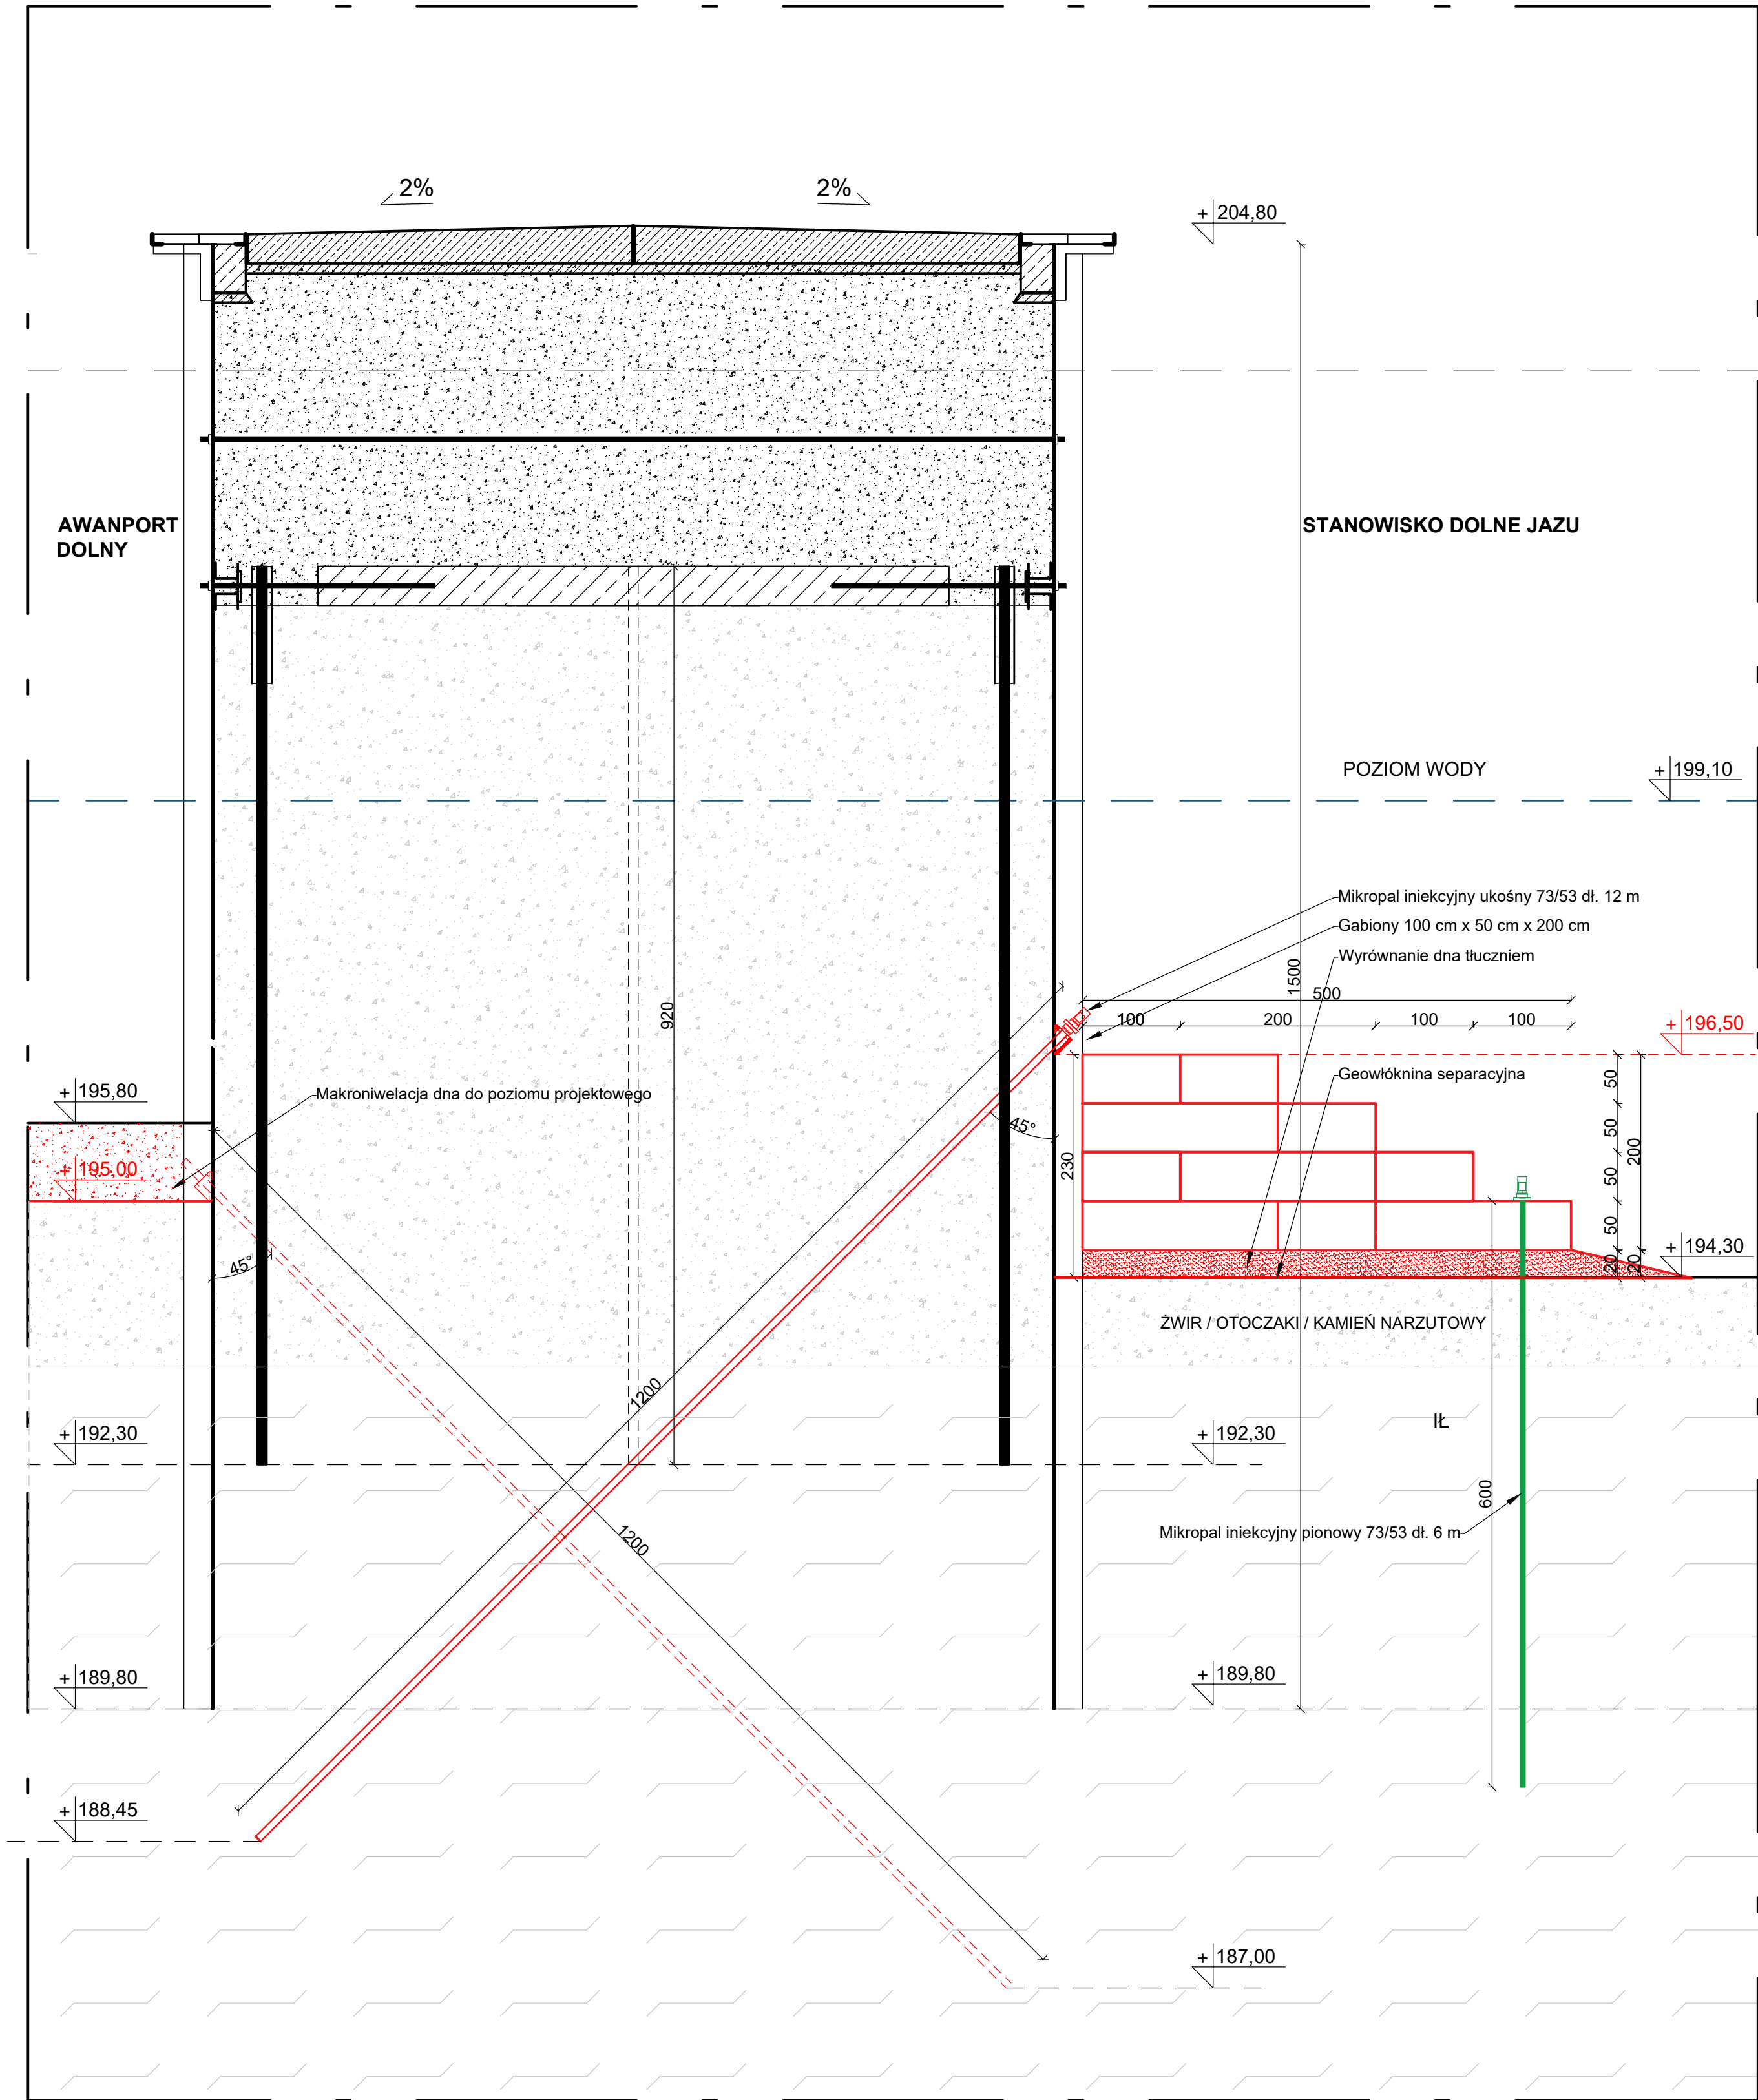 2%
2%
+ 204,80
AWANPORT
DOLNY
STANOWISKO DOLNE JAZU
POZIOM WODY
+ 199,10
Mikropal iniekcyjny ukośny 73/53 dł. 12 m
Gabiony 100 cm x 50 cm x 200 cm
Wyrównanie dna tłuczniem
1500
500
920
100
200
100
100
+ 196,50
Geowłóknina separacyjna
+ 195,80
Makroniwelacja dna do poziomu projektowego
45°
50
50
50
50
200
230
+ 195,00
45°
20
20
+ 194,30
ŻWIR / OTOCZAKI / KAMIEŃ NARZUTOWY
1200
IŁ
+ 192,30
+ 192,30
600
1200
Mikropal iniekcyjny pionowy 73/53 dł. 6 m
+ 189,80
+ 189,80
+ 188,45
+ 187,00